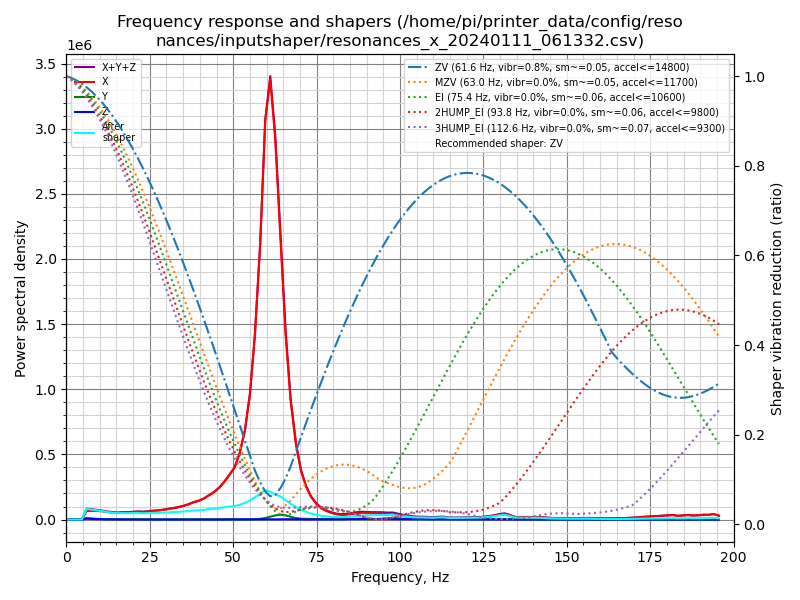 Frequency response and shapers (/home/pi/printer_data/config/reso
nances/inputshaper/resonances_x_20240111_061332.csv)
1e6
X+Y+Z
X
Y
Z
After
shaper
ZV (61.6 Hz, vibr=0.8%, sm~=0.05, accel<=14800)
MZV (63.0 Hz, vibr=0.0%, sm~=0.05, accel<=11700)
EI (75.4 Hz, vibr=0.0%, sm~=0.06, accel<=10600)
2HUMP_EI (93.8 Hz, vibr=0.0%, sm~=0.06, accel<=9800)
3HUMP_EI (112.6 Hz, vibr=0.0%, sm~=0.07, accel<=9300)
Recommended shaper: ZV
Power spectral density
3.5
3.0
2.5
2.0
1.5
1.0
0.5
0.0
1.0
0.8
0.6
0.4
0.2
0.0
Shaper vibration reduction (ratio)
0
25
50
75
100
125
150
175
200
Frequency, Hz